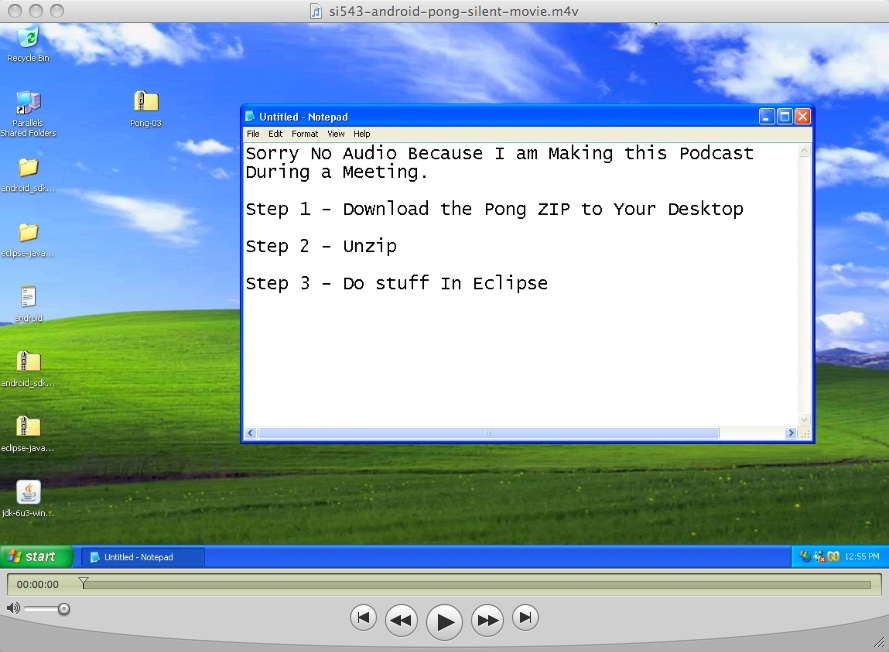 si543-android-pong-silent-movie.m4v
Recycle Bin
Parallels
Shared Folders
Pong-03
android_sdk...
eclipse-java...
android
android_sdk...
eclipse-java...
jdk-6u3-win...
Untitled - Notepad
File Edit Format View Help
Sorry No Audio Because I am Making this Podcast
During a Meeting.
Step 1 - Download the Pong ZIP to Your Desktop
Step 2 - Unzip
Step 3 - Do stuff In Eclipse
start
Untitled - Notepad
12:55 PM
00:00:00